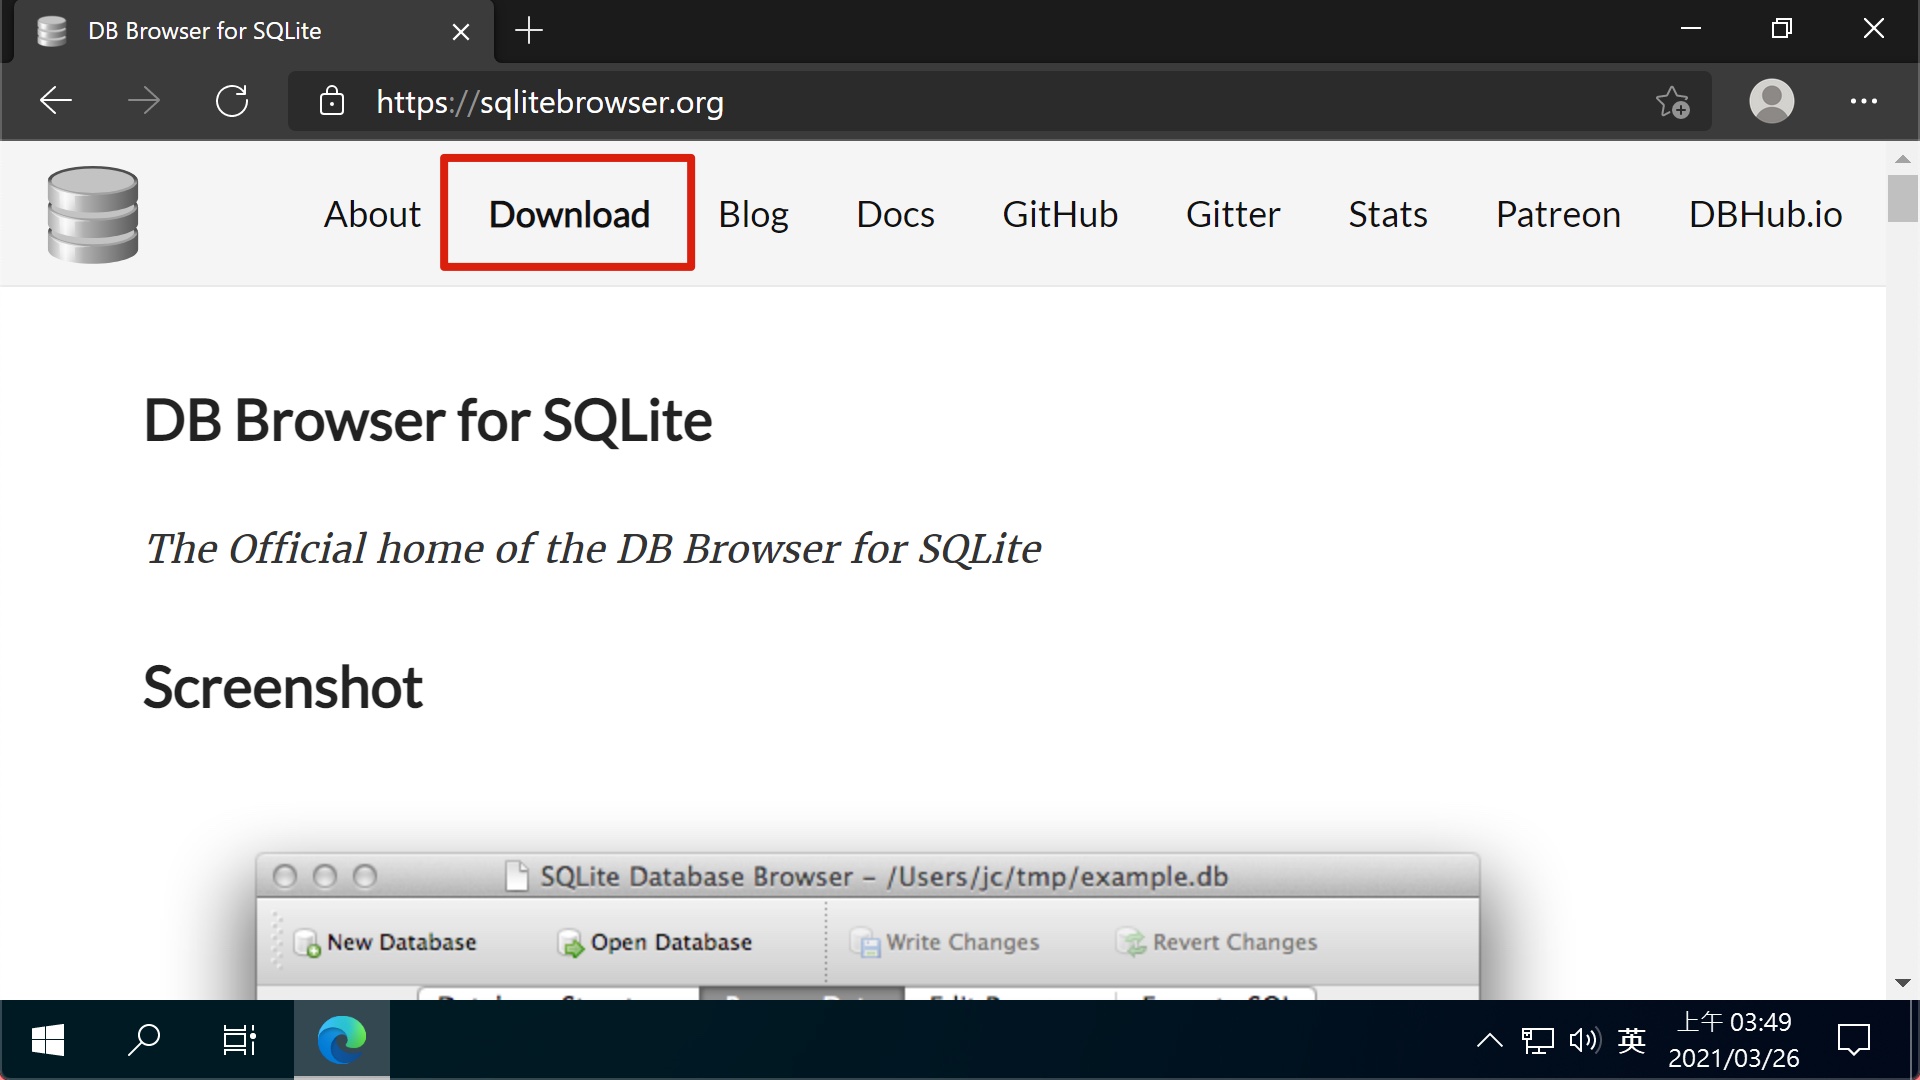 DB Browser for SQLite
https://sqlitebrowser.org
About Download Blog Docs GitHub Gitter Stats Patreon DBHub.io
DB Browser for SQLite
The Official home of the DB Browser for SQLite
Screenshot
SQLite Database Browser – /Users/jc/tmp/example.db
New Database Open Database Write Changes Revert Changes
英
上午 03:49
2021/03/26